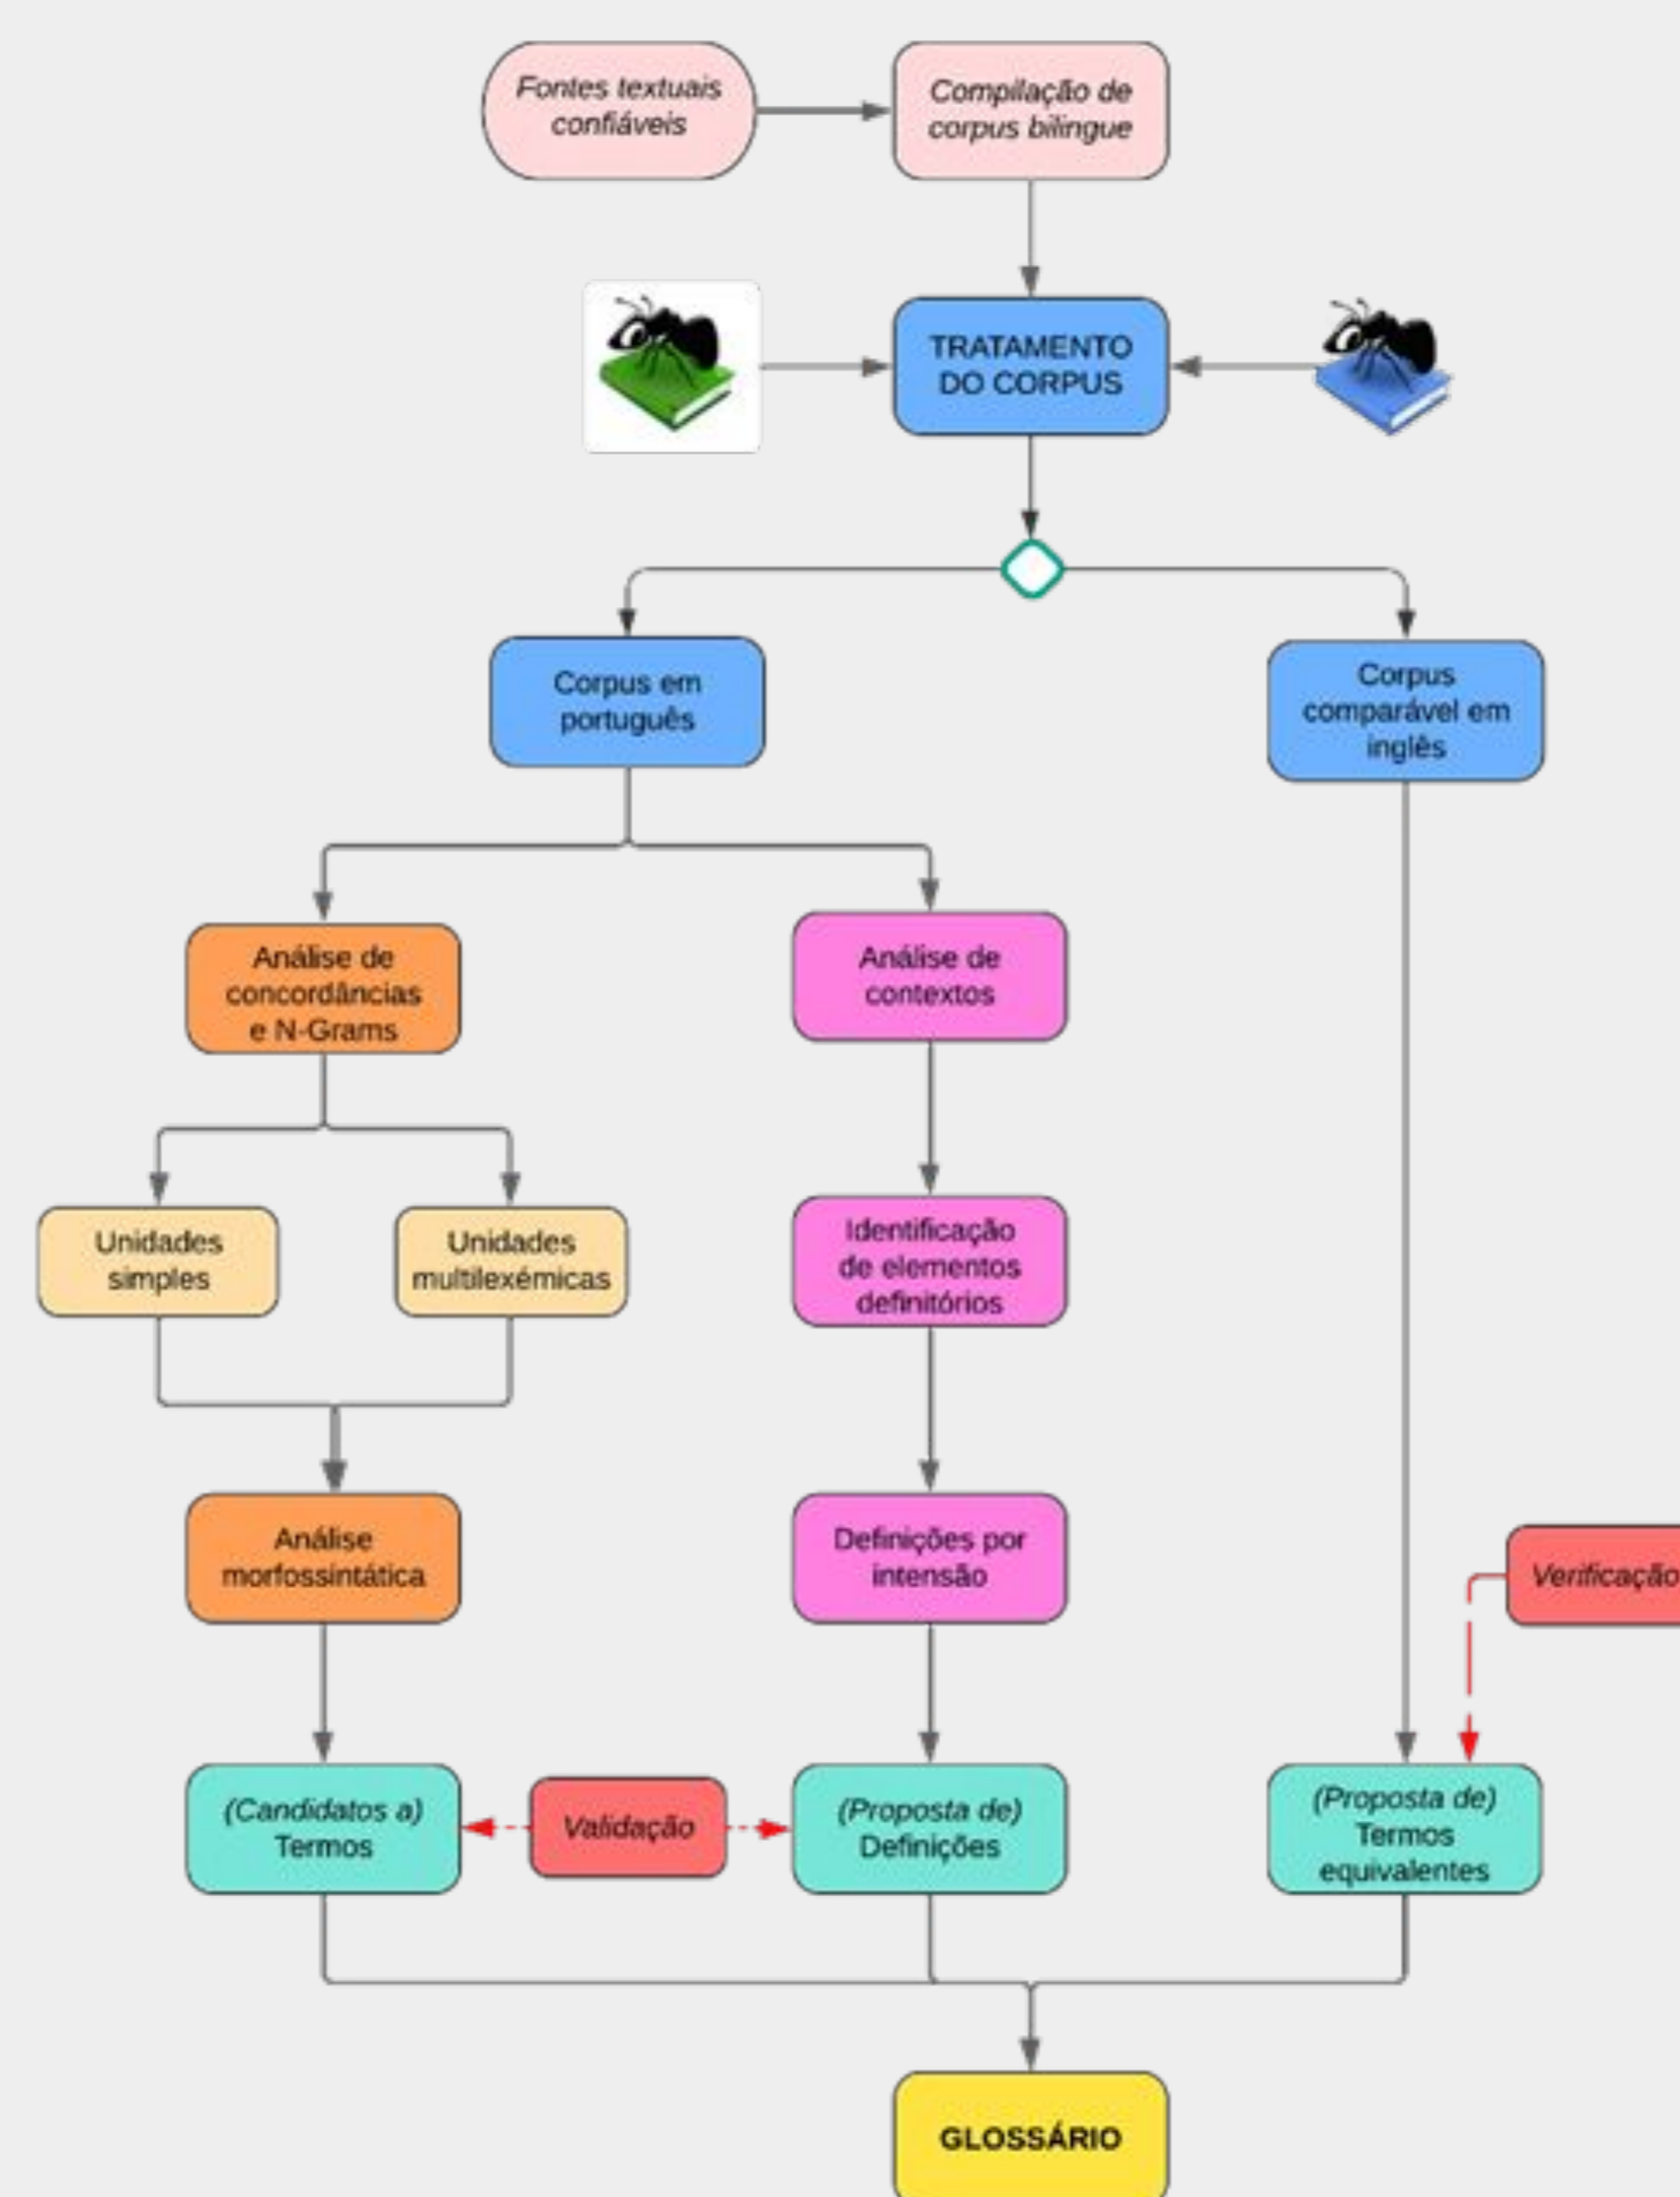 Fontes textuais
confiáveis
Compilação de
corpus bilingue
TRATAMENTO
DO CORPUS
Corpus em
português
Corpus
comparável em
inglês
Análise de
concordâncias
e N-Grams
Análise de
contextos
Unidades
simples
Unidades
multilexémicas
Identificação
de elementos
definitórios
Análise
morfossintática
Definições por
intensão
Verificação
(Candidatos a)
Termos
Validação
(Proposta de)
Definições
(Proposta de)
Termos
equivalentes
GLOSSÁRIO